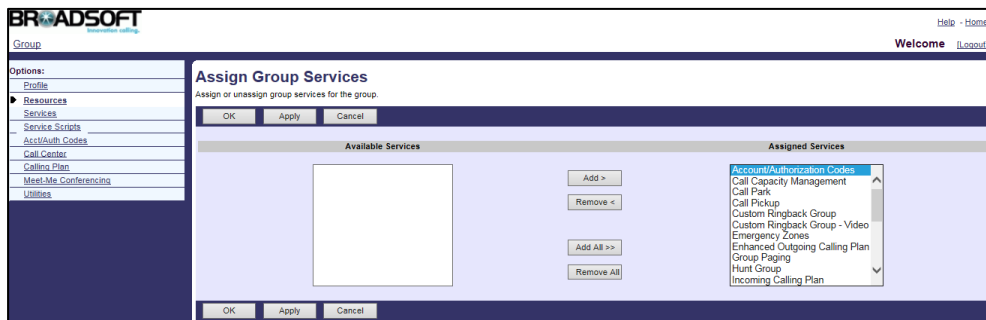 BROADSOFT
Innovation calling.
Help - Home
Group
Welcome [Logout
Options:
Profile
Resources
Services
Service Scripts
Acct/Auth Codes
Call Center
Calling Plan
Meet-Me Conferencing
Utilities
Assign Group Services
Assign or unassign group services for the group.
OK Apply Cancel
Available Services Assigned Services
Add >
Remove <
Add All >>
Remove All
Account/Authorization Codes
Call Capacity Management
Call Park
Call Pickup
Custom Ringback Group
Custom Ringback Group - Video
Emergency Zones
Enhanced Outgoing Calling Plan
Group Paging
Hunt Group
Incoming Calling Plan
OK Apply Cancel